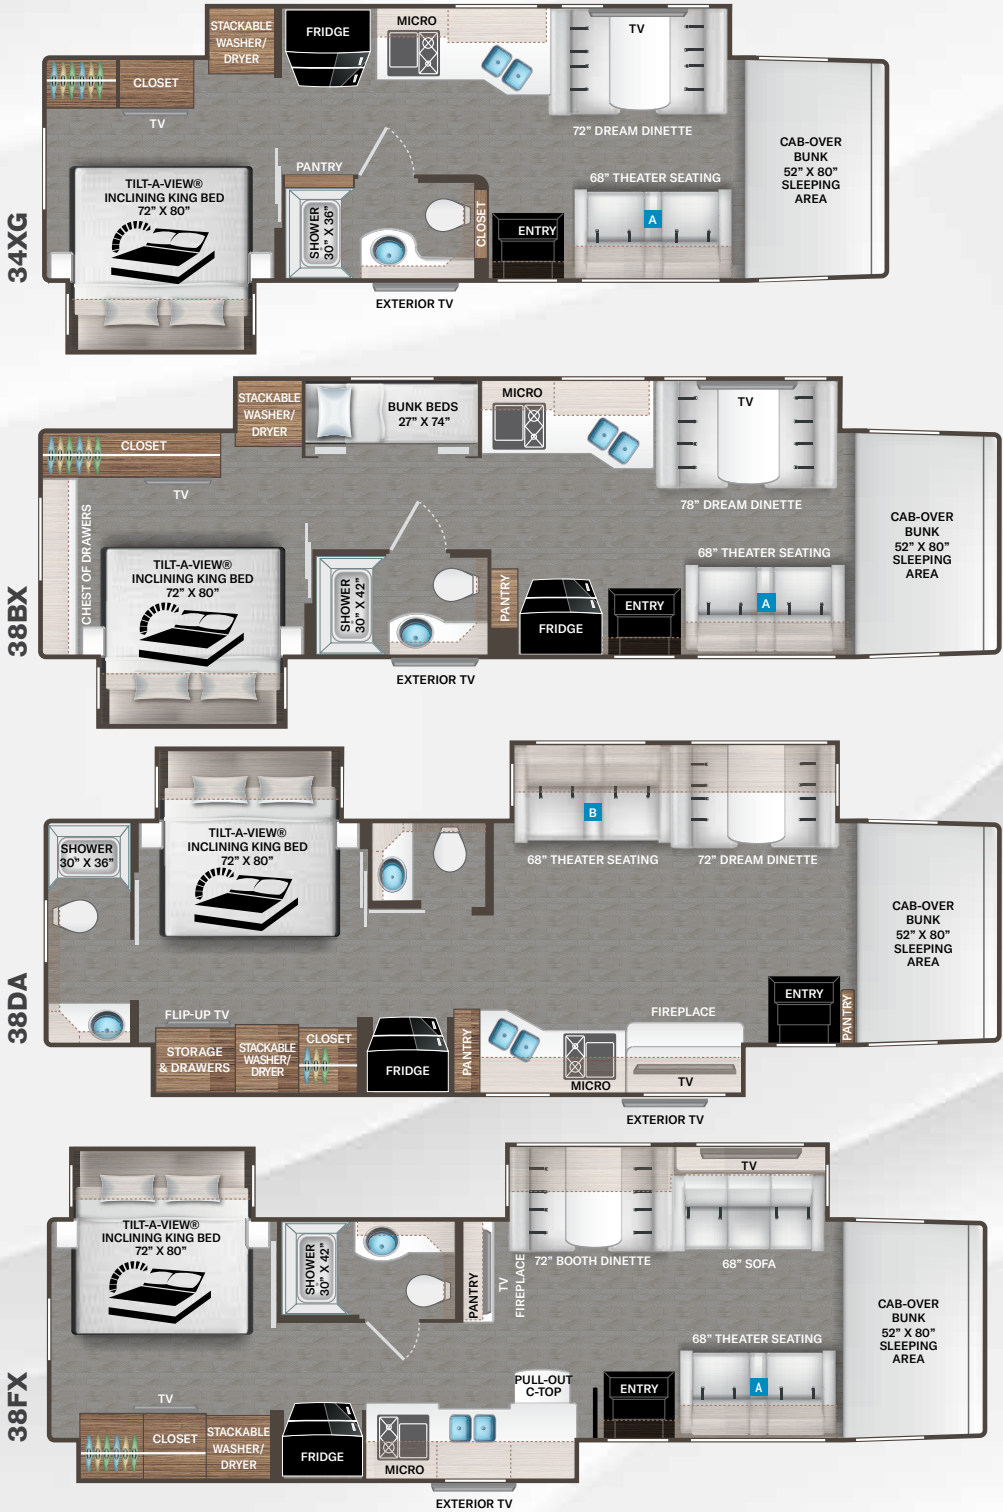 34XG
STACKABLE
WASHER/
DRYER
FRIDGE
MICRO
TV
CLOSET
TV
72” DREAM DINETTE
PANTRY
68” THEATER SEATING
CAB-OVER
BUNK
52” X 80”
SLEEPING
AREA
TILT-A-VIEW®
INCLINING KING BED
72” X 80”
SHOWER
30” X 36”
CLOSET
ENTRY
A
EXTERIOR TV
38BX
STACKABLE
WASHER/
DRYER
BUNK BEDS
27” X 74”
MICRO
TV
CLOSET
TV
78” DREAM DINETTE
CHEST OF DRAWERS
68” THEATER SEATING
CAB-OVER
BUNK
52” X 80”
SLEEPING
AREA
TILT-A-VIEW®
INCLINING KING BED
72” X 80”
SHOWER
30” X 42”
PANTRY
FRIDGE
ENTRY
A
EXTERIOR TV
38DA
SHOWER
30” X 36”
TILT-A-VIEW®
INCLINING KING BED
72” X 80”
B
68” THEATER SEATING
72” DREAM DINETTE
CAB-OVER
BUNK
52” X 80”
SLEEPING
AREA
FLIP-UP TV
STORAGE
& DRAWERS
STACKABLE
WASHER/
DRYER
CLOSET
FRIDGE
PANTRY
MICRO
FIREPLACE
TV
ENTRY
PANTRY
EXTERIOR TV
38FX
TILT-A-VIEW®
INCLINING KING BED
72” X 80”
SHOWER
30” X 42”
PANTRY
TV
FIREPLACE
72” BOOTH DINETTE
TV
68” SOFA
CAB-OVER
BUNK
52” X 80”
SLEEPING
AREA
68” THEATER SEATING
A
TV
CLOSET
STACKABLE
WASHER/
DRYER
FRIDGE
MICRO
PULL-OUT
C-TOP
ENTRY
EXTERIOR TV